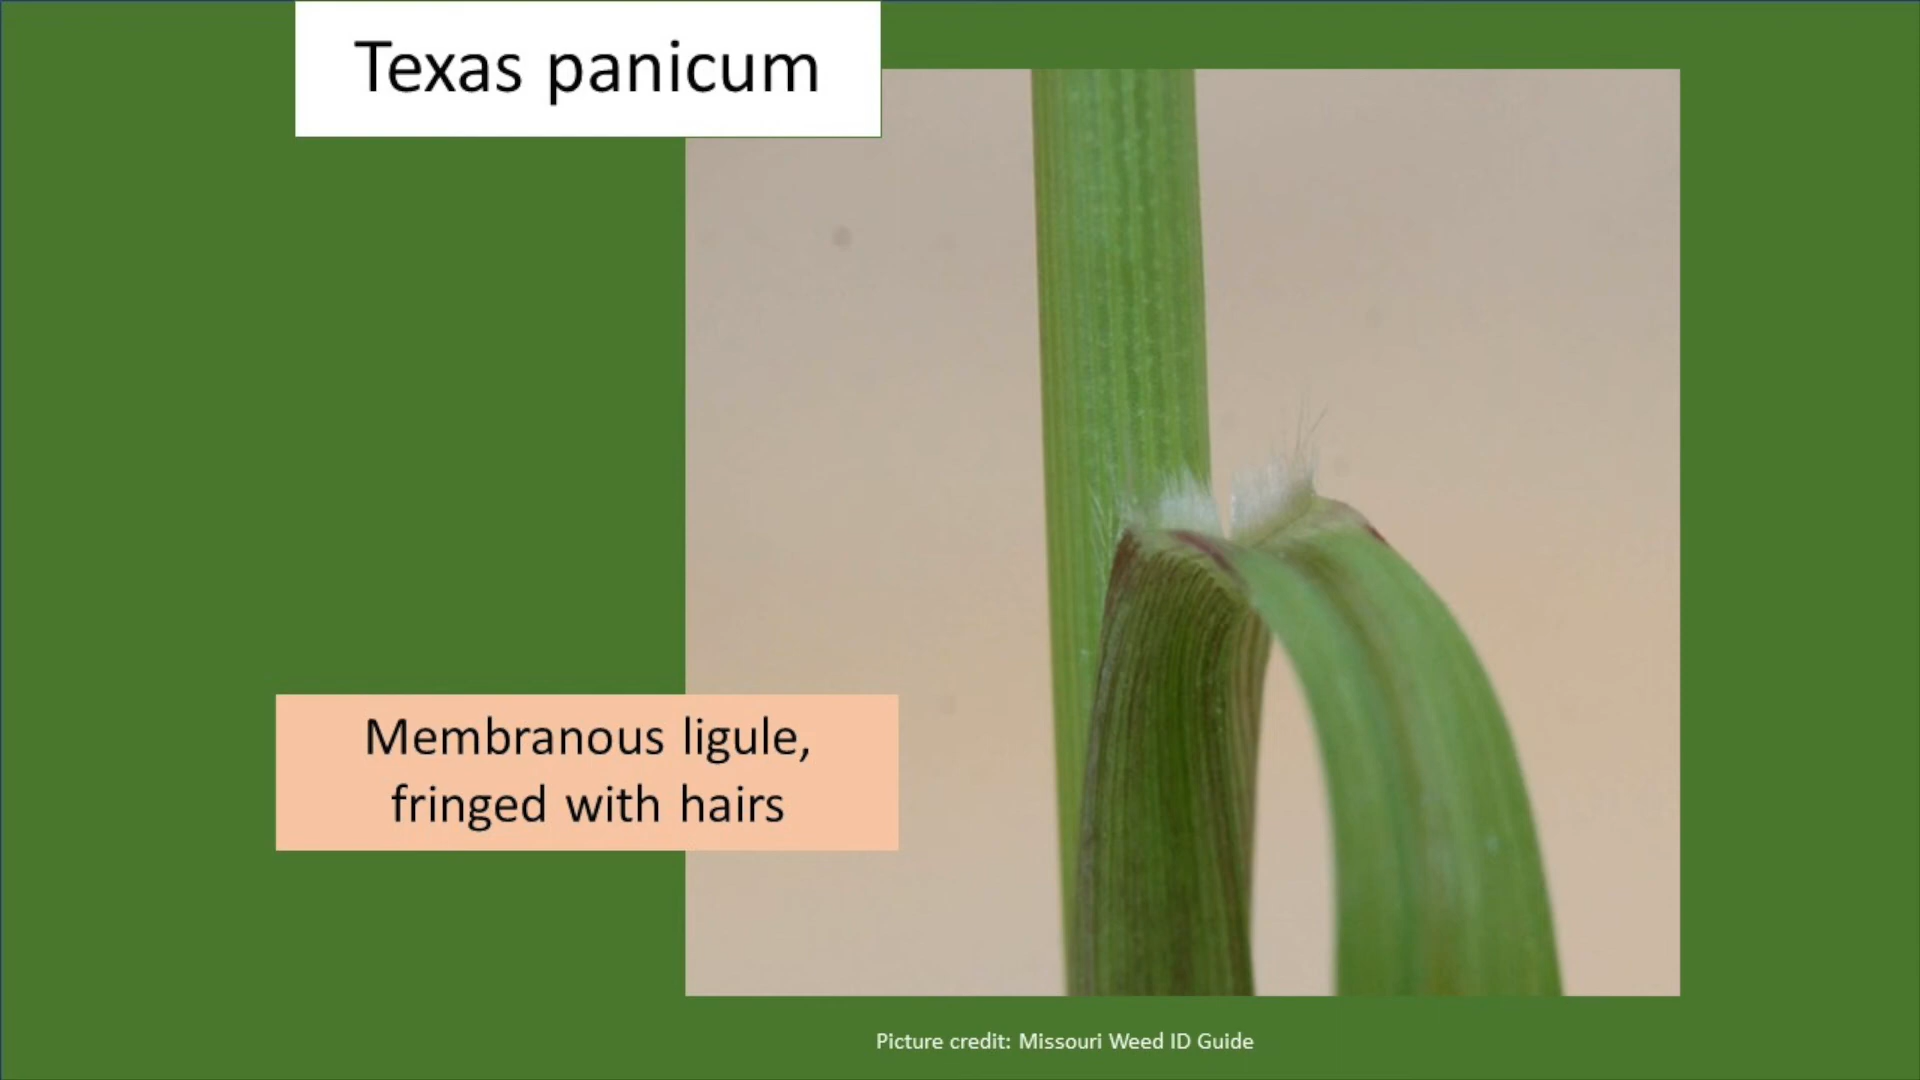 Texas panicum
Membranous ligule,
fringed with hairs
Picture credit: Missouri Weed ID Guide